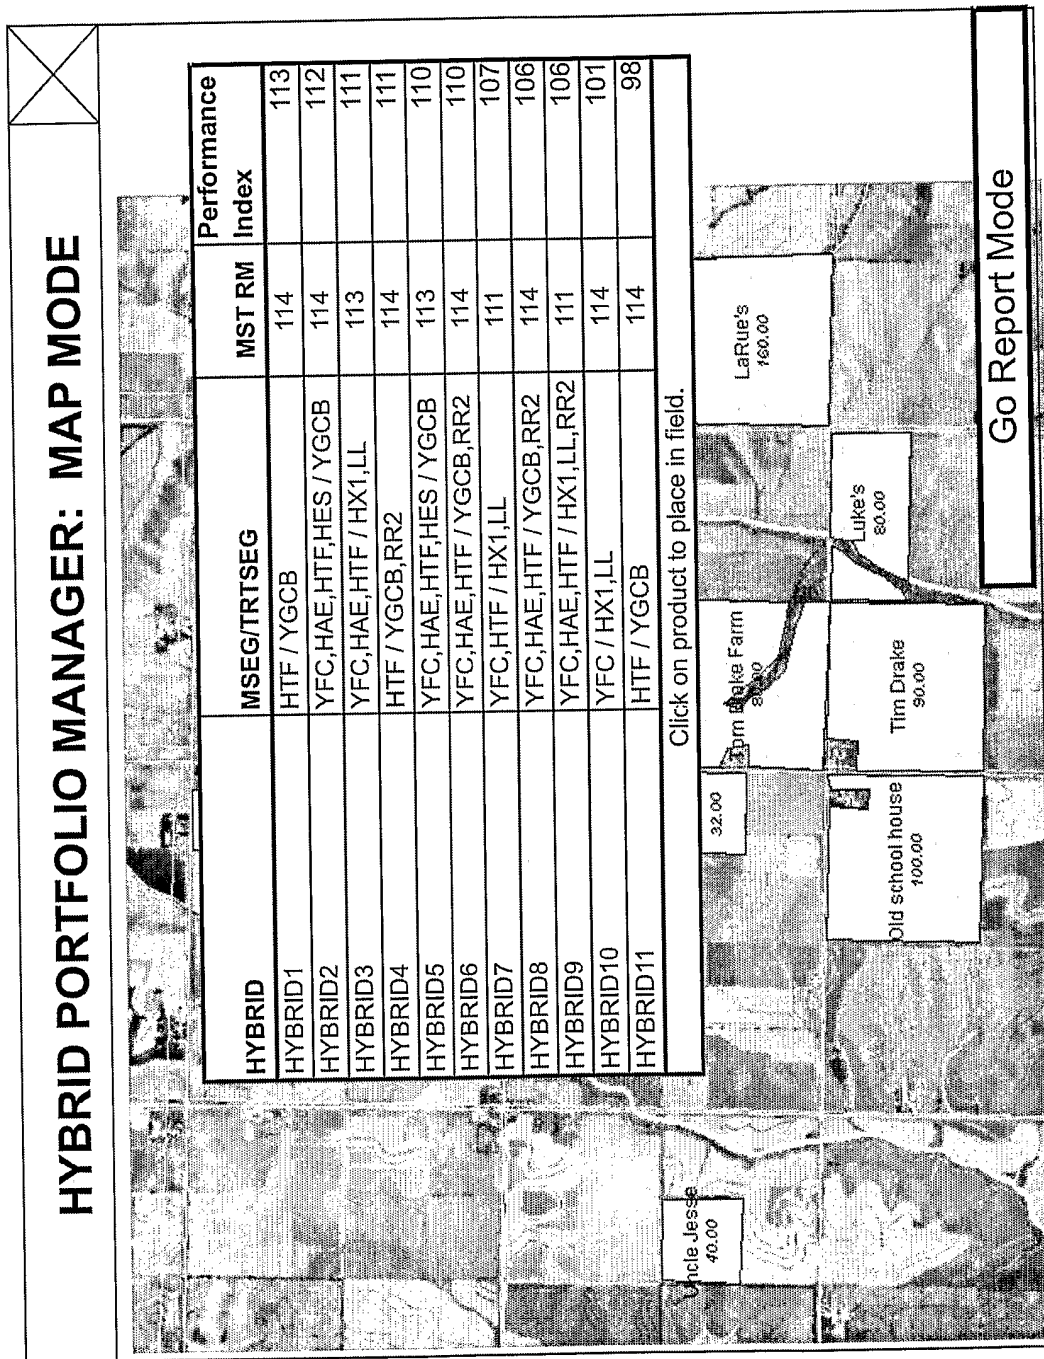 HYBRID PORTFOLIO MANAGER: MAP MODE
HYBRID MSEG/TRTSEG MST RM Performance Index
HYBRID1 HTF / YGCB 114 113
HYBRID2 YFC,HAE,HTF,HES / YGCB 114 112
HYBRID3 YFC,HAE,HTF / HX1,LL 113 111
HYBRID4 HTF / YGCB,RR2 114 111
HYBRID5 YFC,HAE,HTF,HES / YGCB 113 110
HYBRID6 YFC,HAE,HTF / YGCB,RR2 114 110
HYBRID7 YFC,HTF / HX1,LL 111 107
HYBRID8 YFC,HAE,HTF / YGCB,RR2 114 106
HYBRID9 YFC,HAE,HTF / HX1,LL,RR2 111 106
HYBRID10 YFC / HX1,LL 114 101
HYBRID11 HTF / YGCB 114 98
Click on product to place in field.
Uncle Jesse
40.00
32.00
Tom Drake Farm
LaRue's
160.00
Old school house
100.00
Tim Drake
90.00
Luke's
80.00
Go Report Mode